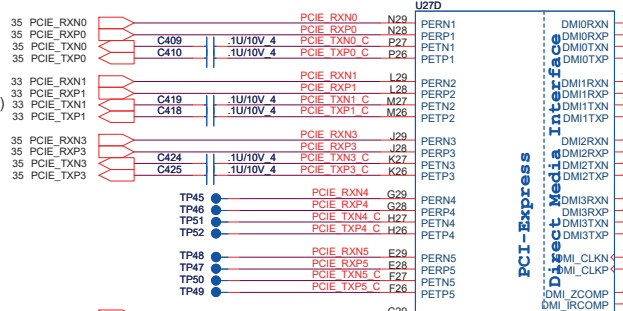 U27D
35 PCIE_RXN0 PCIE_RXN0 N29 PERN1 DMI0RXN
35 PCIE_RXP0 PCIE_RXP0 N28 PERP1 DMI0RXP
35 PCIE_TXN0 C409 .1U/10V_4 PCIE_TXN0_C P27 PETN1 DMI0TXN
35 PCIE_TXP0 C410 .1U/10V_4 PCIE_TXP0_C P26 PETP1 DMI0TXP
33 PCIE_RXN1 PCIE_RXN1 L29 PERN2 DMI1RXN
33 PCIE_RXP1 PCIE_RXP1 L28 PERP2 DMI1RXP
) 33 PCIE_TXN1 C419 .1U/10V_4 PCIE_TXN1_C M27 PETN2 DMI1TXN
33 PCIE_TXP1 C418 .1U/10V_4 PCIE_TXP1_C M26 PETP2 DMI1TXP
35 PCIE_RXN3 PCIE_RXN3 J29 PERN3 DMI2RXN
35 PCIE_RXP3 PCIE_RXP3 J28 PERP3 DMI2RXP
35 PCIE_TXN3 C424 .1U/10V_4 PCIE_TXN3_C K27 PETN3 DMI2TXN
35 PCIE_TXP3 C425 .1U/10V_4 PCIE_TXP3_C K26 PETP3 DMI2TXP
TP45 PCIE_RXN4 G29 PERN4 DMI3RXN
TP46 PCIE_RXP4 G28 PERP4 DMI3RXP
TP51 PCIE_TXN4_C H27 PETN4 DMI3TXN
TP52 PCIE_TXP4_C H26 PETP4 DMI3TXP
TP48 PCIE_RXN5 E29 PERN5 DMI_CLKN
TP47 PCIE_RXP5 E28 PERP5 DMI_CLKP
TP50 PCIE_TXN5_C F27 PETN5
TP49 PCIE_TXP5_C F26 PETP5 DMI_ZCOMP
DMI_IRCOMP
PCI-Express
Direct Media Interface